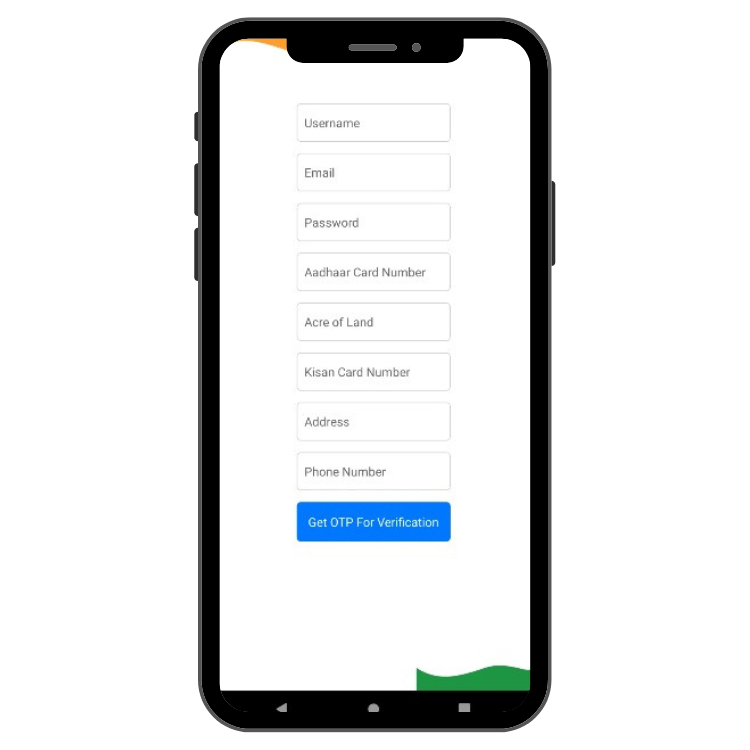 Username
Email
Password
Aadhaar Card Number
Acre of Land
Kisan Card Number
Address
Phone Number
Get OTP For Verification